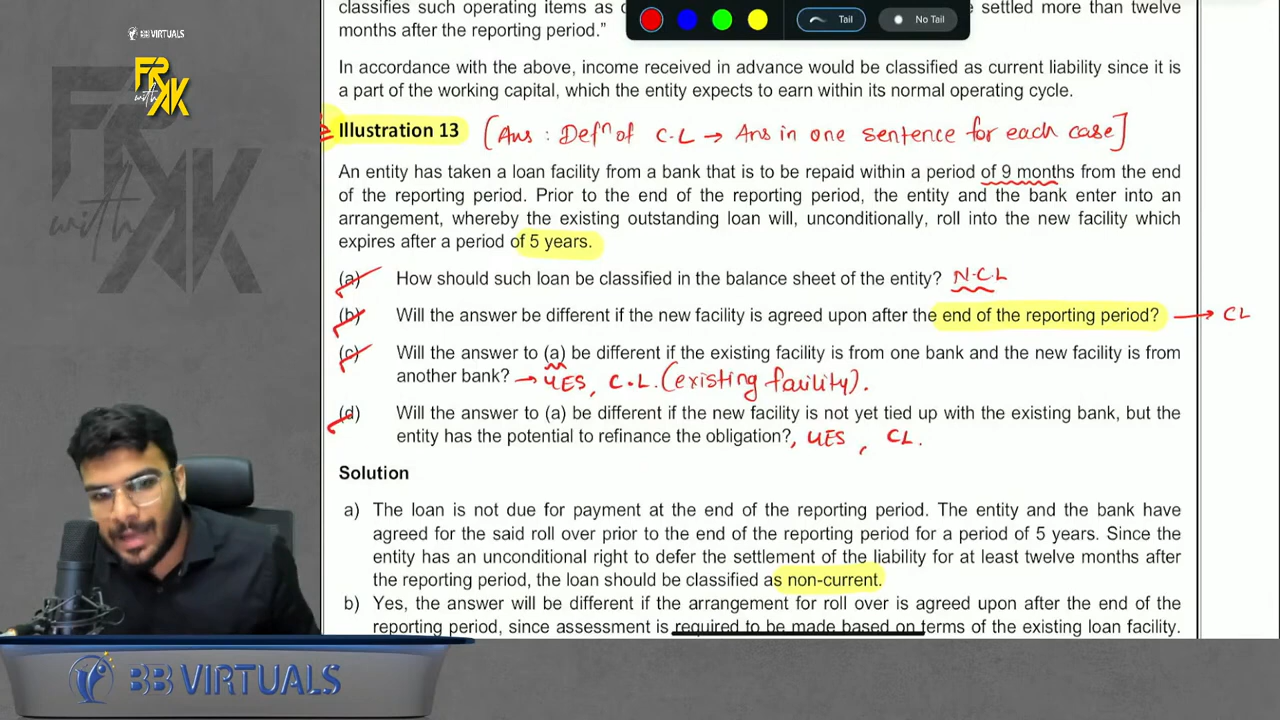 classifies such operating items as
settled more than twelve
Tail
No Tail
months after the reporting period.”
BB VIRTUALS
FR
with
AK
In accordance with the above, income received in advance would be classified as current liability since it is
a part of the working capital, which the entity expects to earn within its normal operating cycle.
Illustration 13 [Ans : Defn of C.L → Ans in one sentence for each case]
An entity has taken a loan facility from a bank that is to be repaid within a period of 9 months from the end
of the reporting period. Prior to the end of the reporting period, the entity and the bank enter into an
arrangement, whereby the existing outstanding loan will, unconditionally, roll into the new facility which
expires after a period of 5 years.
(a) How should such loan be classified in the balance sheet of the entity? N.C.L
(b) Will the answer be different if the new facility is agreed upon after the end of the reporting period? → CL
(c) Will the answer to (a) be different if the existing facility is from one bank and the new facility is from
another bank? → YES, C.L. (existing facility).
(d) Will the answer to (a) be different if the new facility is not yet tied up with the existing bank, but the
entity has the potential to refinance the obligation?, YES, CL.
Solution
a) The loan is not due for payment at the end of the reporting period. The entity and the bank have
agreed for the said roll over prior to the end of the reporting period for a period of 5 years. Since the
entity has an unconditional right to defer the settlement of the liability for at least twelve months after
the reporting period, the loan should be classified as non-current.
b) Yes, the answer will be different if the arrangement for roll over is agreed upon after the end of the
reporting period, since assessment is required to be made based on terms of the existing loan facility.
BB VIRTUALS